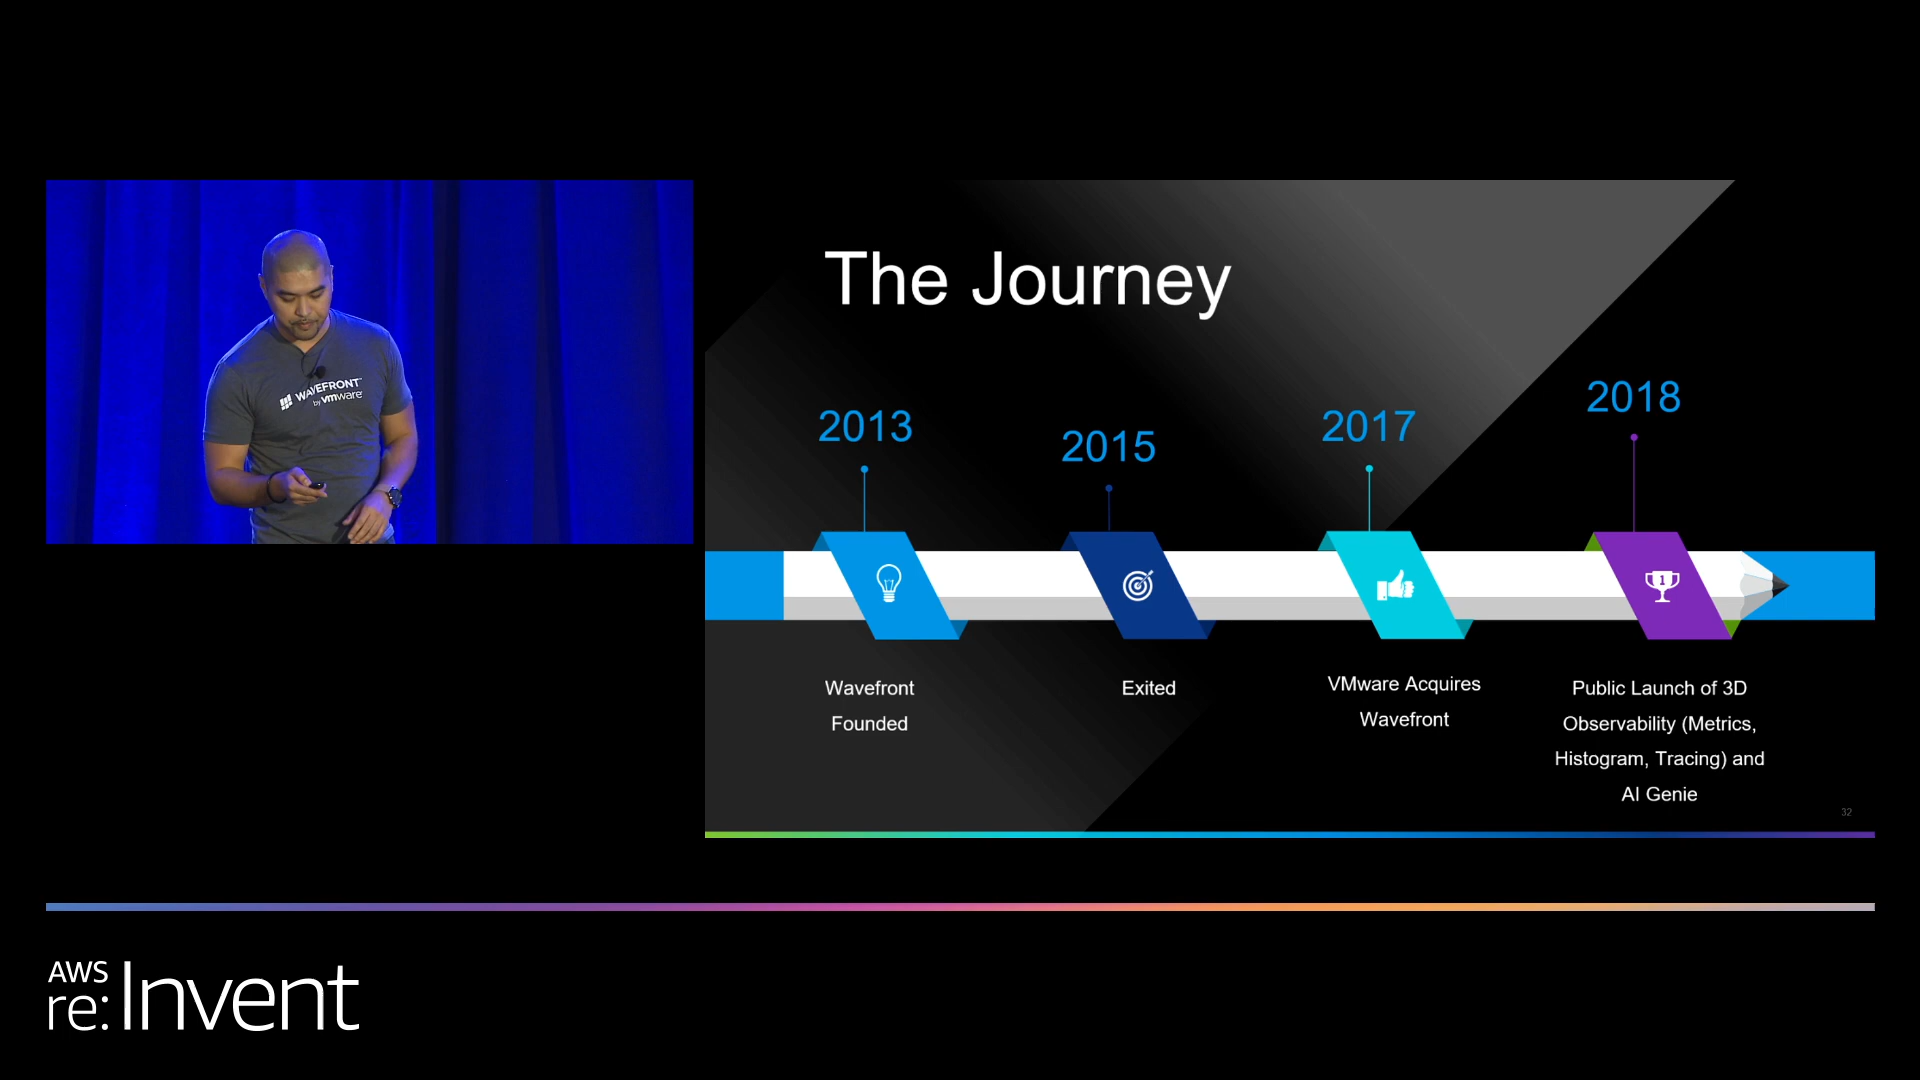 WAVEFRONT
by vmware
The Journey
2013
2015
2017
2018
1
Wavefront
Founded
Exited
VMware Acquires
Wavefront
Public Launch of 3D
Observability (Metrics,
Histogram, Tracing) and
AI Genie
32
AWS
re:Invent